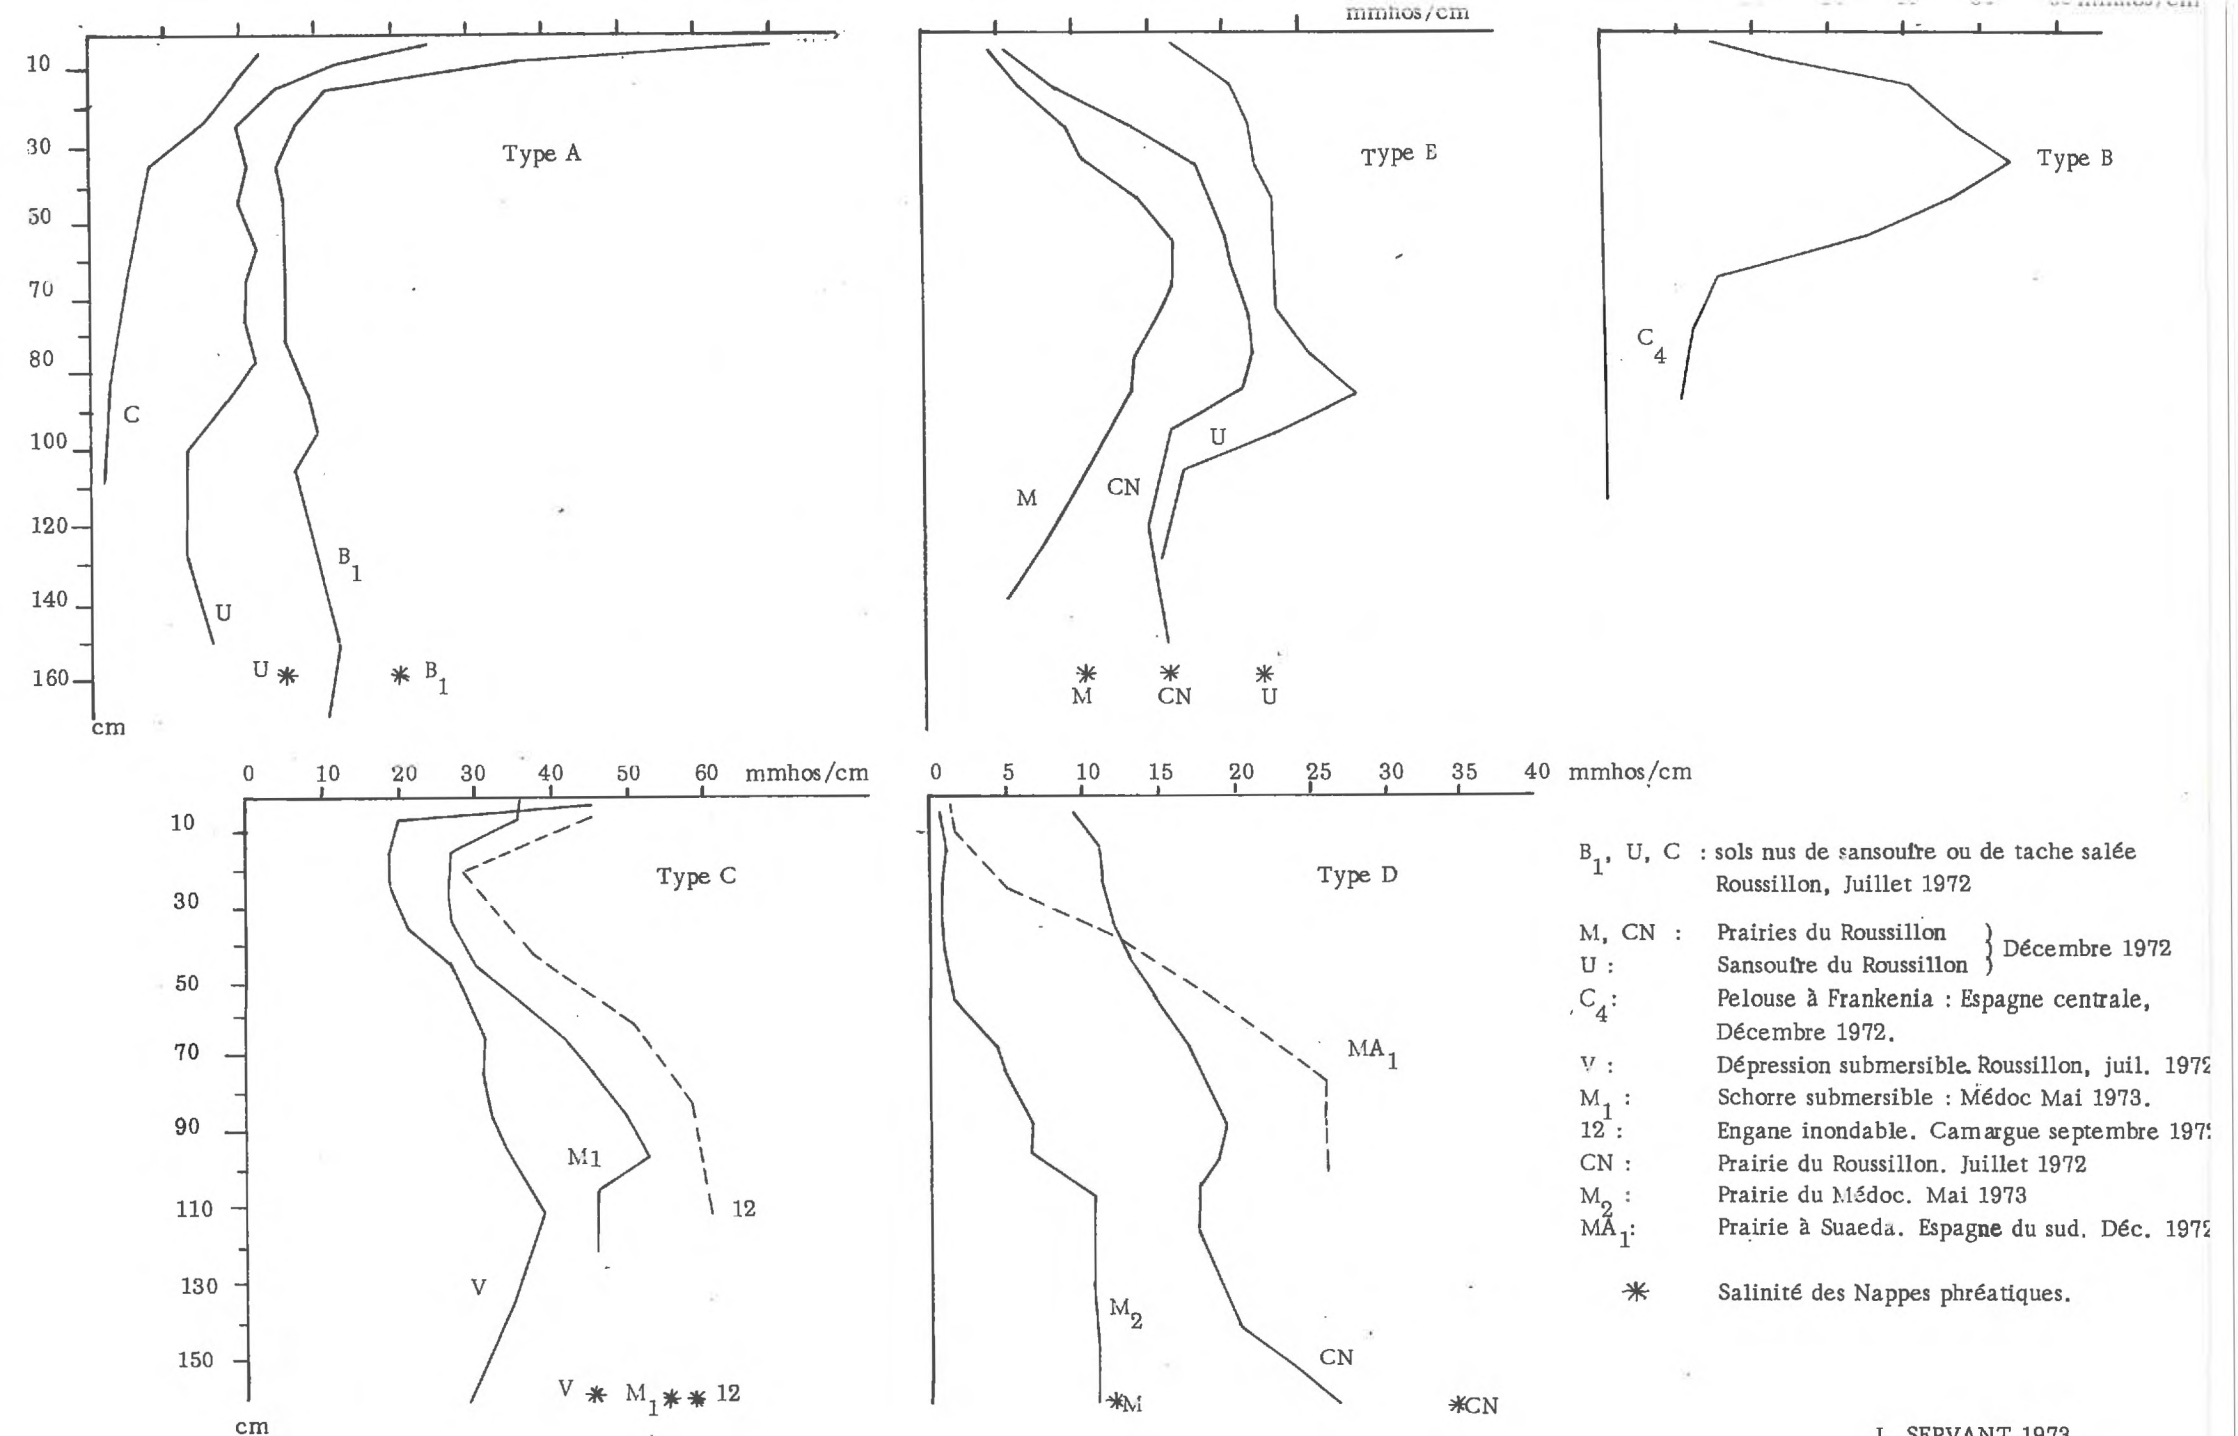 mmhos/cm
10
30
50
70
80
100
120
140
160
cm
Type A
C
U
B1
U * * B1
Type E
M
CN
U
* * *
M CN U
Type B
C4
0 10 20 30 40 50 60 mmhos/cm
10
30
50
70
90
110
130
150
cm
Type C
M1
12
V
V * M1 * * 12
0 5 10 15 20 25 30 35 40 mmhos/cm
Type D
MA1
M2
CN
*M *CN
B1, U, C : sols nus de sansouire ou de tache salée
Roussillon, Juillet 1972
M, CN : Prairies du Roussillon } Décembre 1972
U : Sansouire du Roussillon
C4: Pelouse à Frankenia : Espagne centrale,
Décembre 1972.
V : Dépression submersible. Roussillon, juil. 1972
M1 : Schorre submersible : Médoc Mai 1973.
12 : Engane inondable. Camargue septembre
CN : Prairie du Roussillon. Juillet 1972
M2 : Prairie du Médoc. Mai 1973
MA1: Prairie à Suaeda. Espagne du sud. Déc. 1972
* Salinité des Nappes phréatiques.
SERVANT 1973